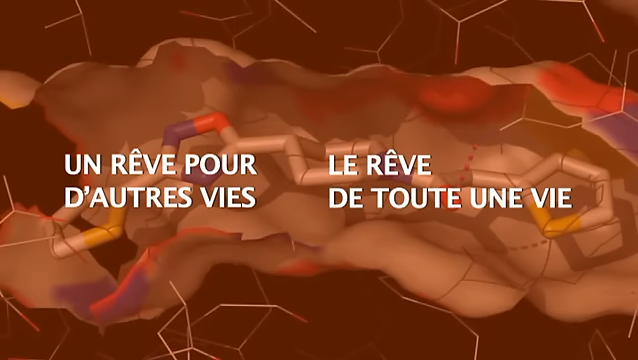 UN RÊVE POUR
D'AUTRES VIES
LE RÊVE
DE TOUTE UNE VIE